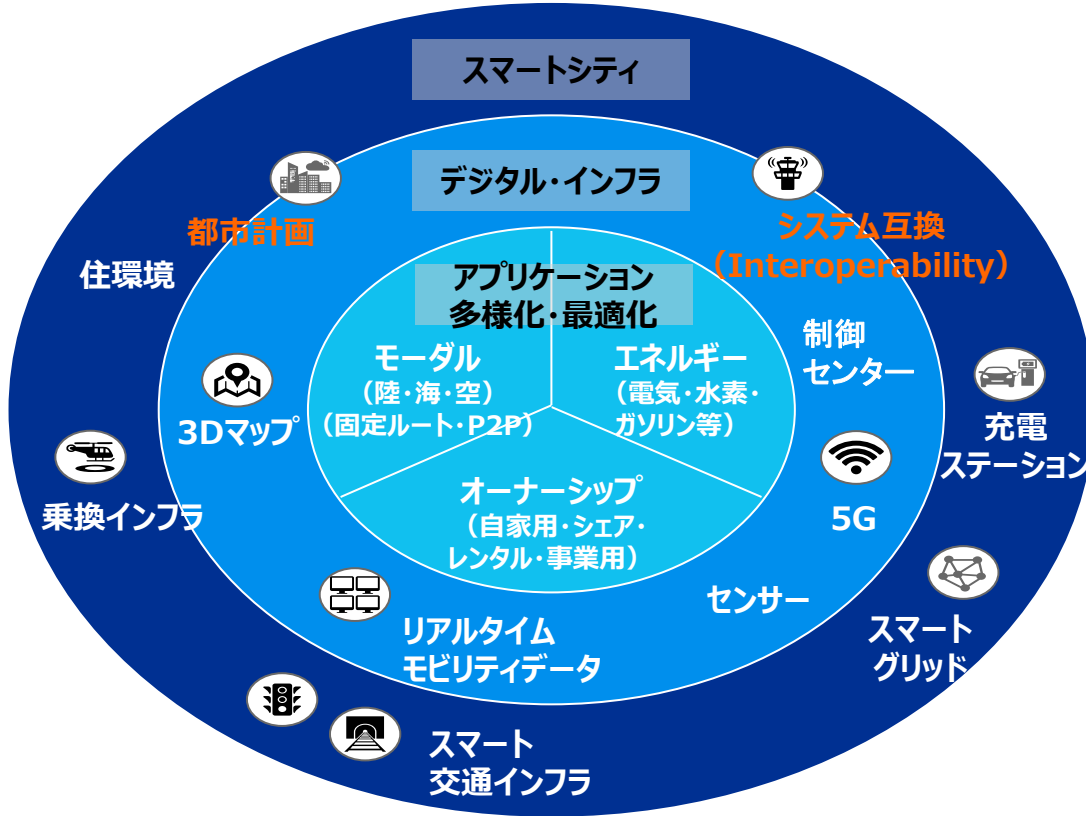 スマートシティ
デジタル・インフラ
都市計画
システム互換
（Interoperability）
住環境
アプリケーション
多様化・最適化
制御
センター
モーダル
（陸・海・空）
（固定ルート・P2P）
エネルギー
（電気・水素・
ガソリン等）
3Dマップ
充電
ステーション
乗換インフラ
オーナーシップ
（自家用・シェア・
レンタル・事業用）
5G
センサー
リアルタイム
モビリティデータ
スマート
グリッド
スマート
交通インフラ